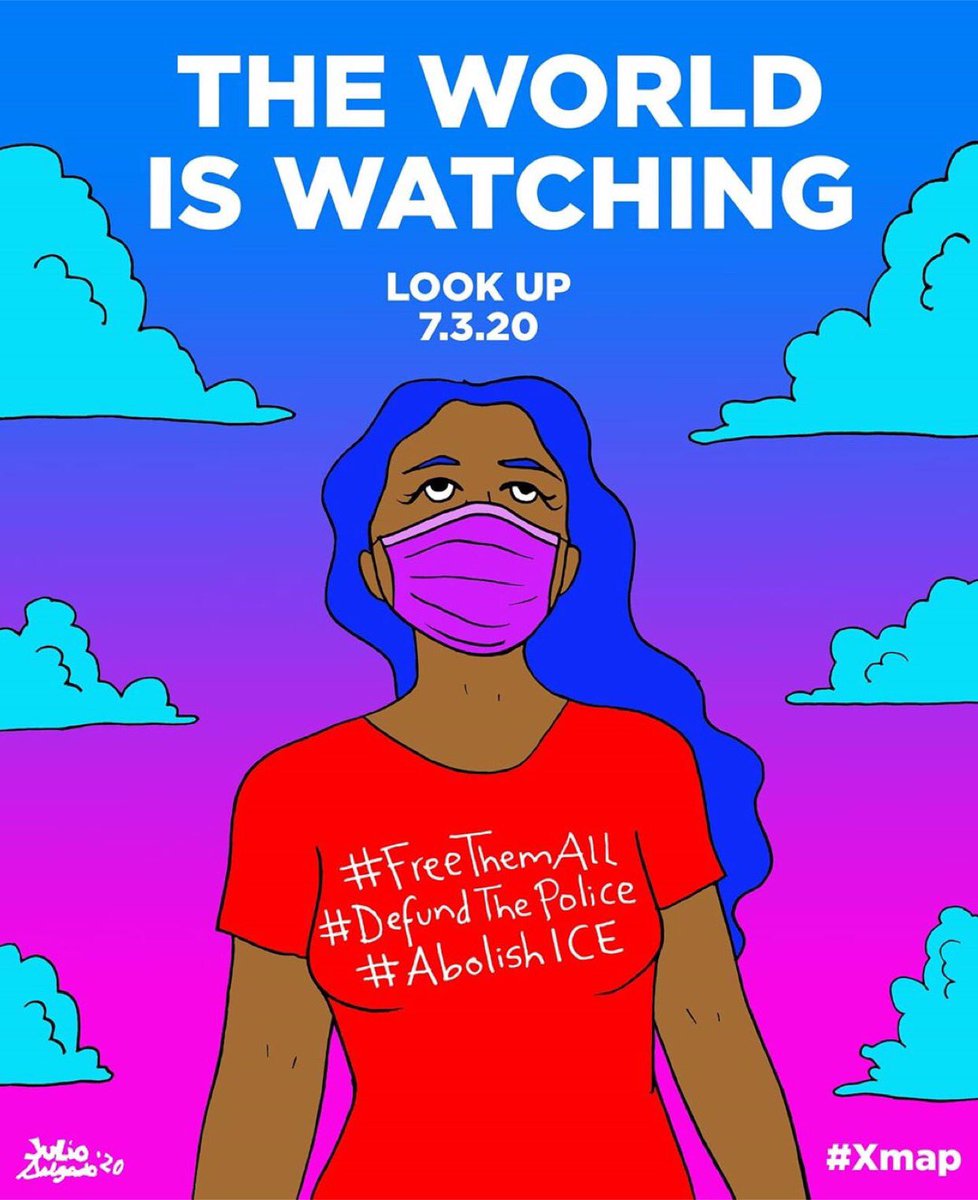 THE WORLD
IS WATCHING
LOOK UP
7.3.20
#FreeThemAll
#DefundThePolice
#AbolishICE
Julio
Salgado '20
#Xmap